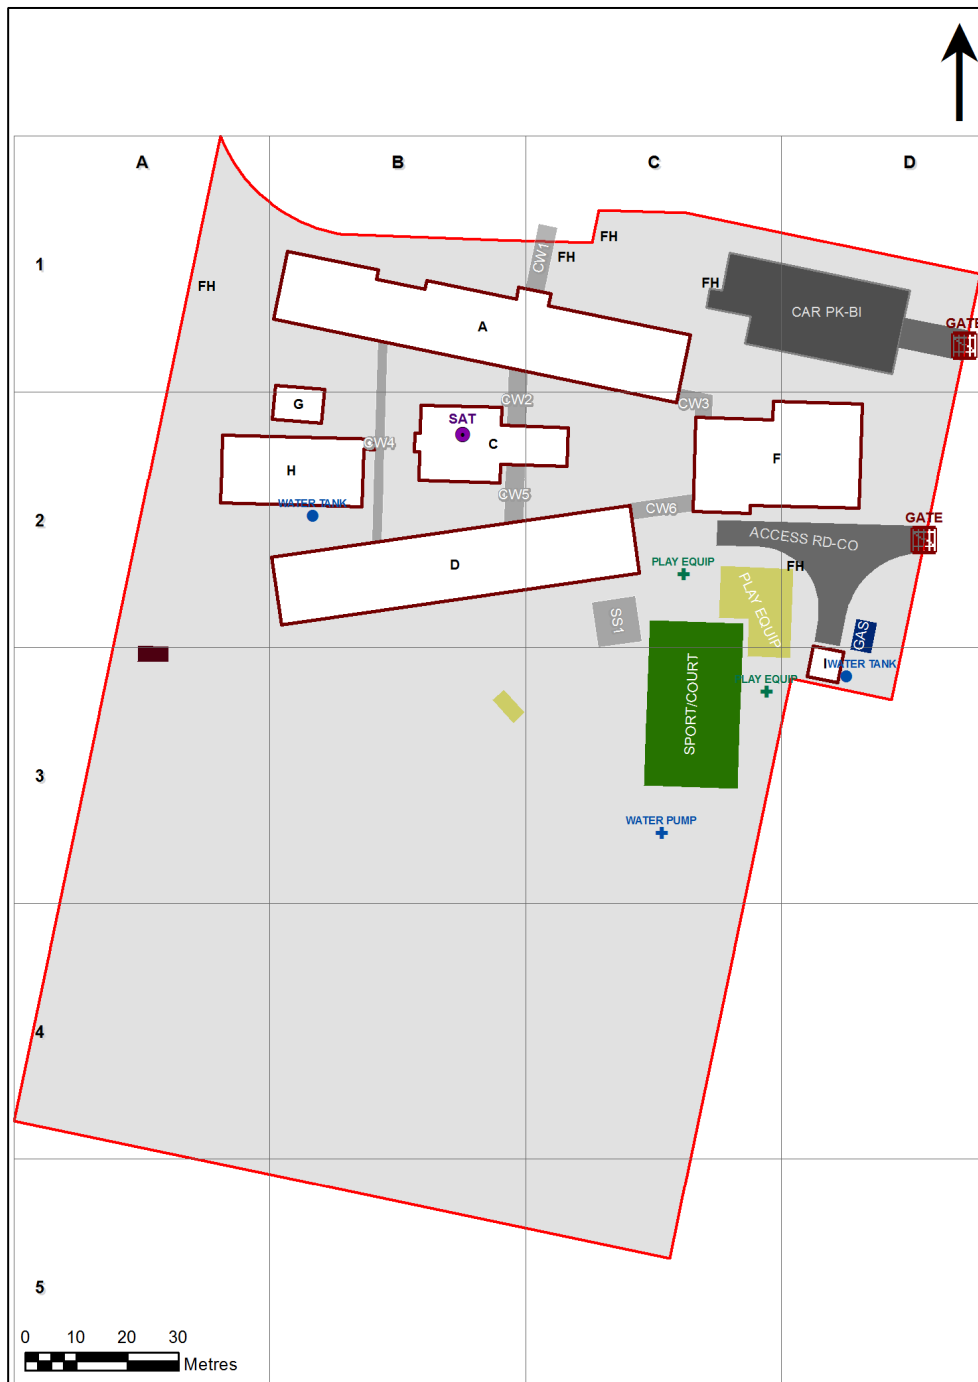 A
B
C
D
1
FH
CW1
FH
FH
FH
CAR PK-BI
GATE
A
G
CW2
CW3
SAT
C
CW4
H
F
WATER TANK
CW5
CW6
GATE
ACCESS RD-CO
2
D
PLAY EQUIP
FH
PLAY EQUIP
SS1
GAS
I
WATER TANK
SPORT/COURT
PLAY EQUIP
3
WATER PUMP
4
5
0 10 20 30
Metres